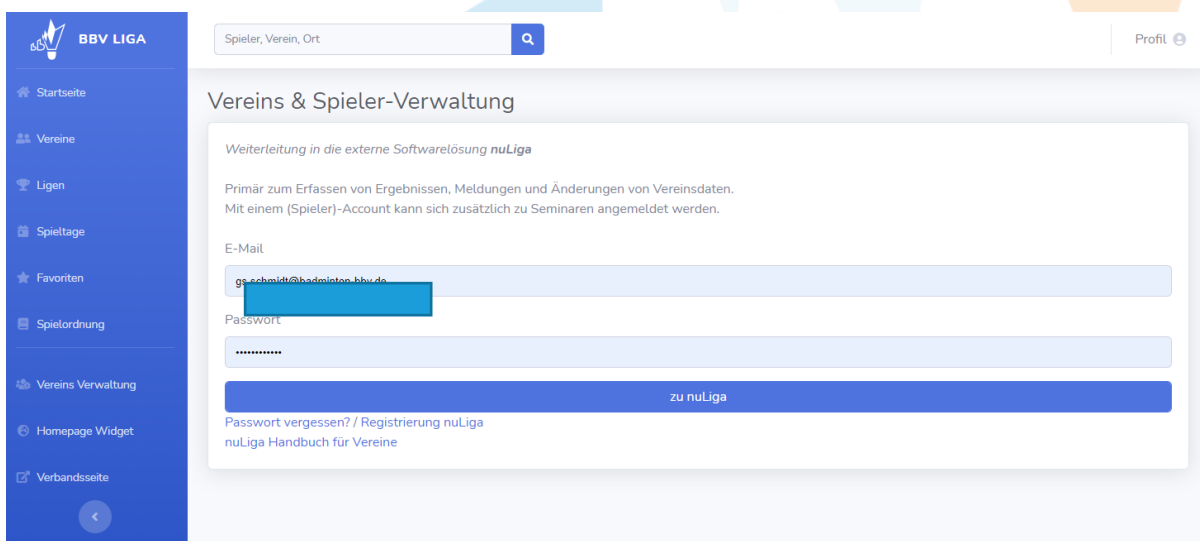 BBV LIGA
Spieler, Verein, Ort
Profil
Startseite
Vereine
Ligen
Spieltage
Favoriten
Spielordnung
Vereins Verwaltung
Homepage Widget
Verbandsseite
Vereins & Spieler-Verwaltung
Weiterleitung in die externe Softwarelösung nuLiga
Primär zum Erfassen von Ergebnissen, Meldungen und Änderungen von Vereinsdaten.
Mit einem (Spieler)-Account kann sich zusätzlich zu Seminaren angemeldet werden.
E-Mail
Passwort
••••••••••••
zu nuLiga
Passwort vergessen? / Registrierung nuLiga
nuLiga Handbuch für Vereine